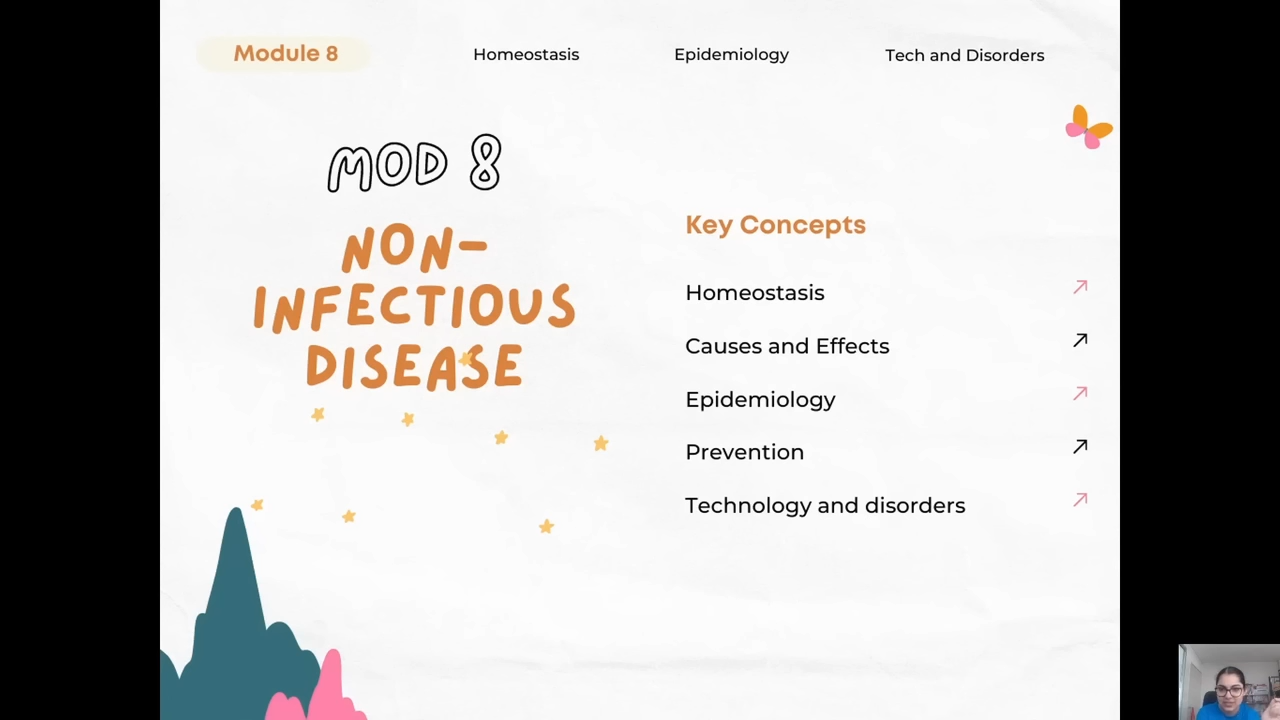 Module 8
Homeostasis
Epidemiology
Tech and Disorders
MOD 8
NON-
INFECTIOUS
DISEASE
Key Concepts
Homeostasis
Causes and Effects
Epidemiology
Prevention
Technology and disorders